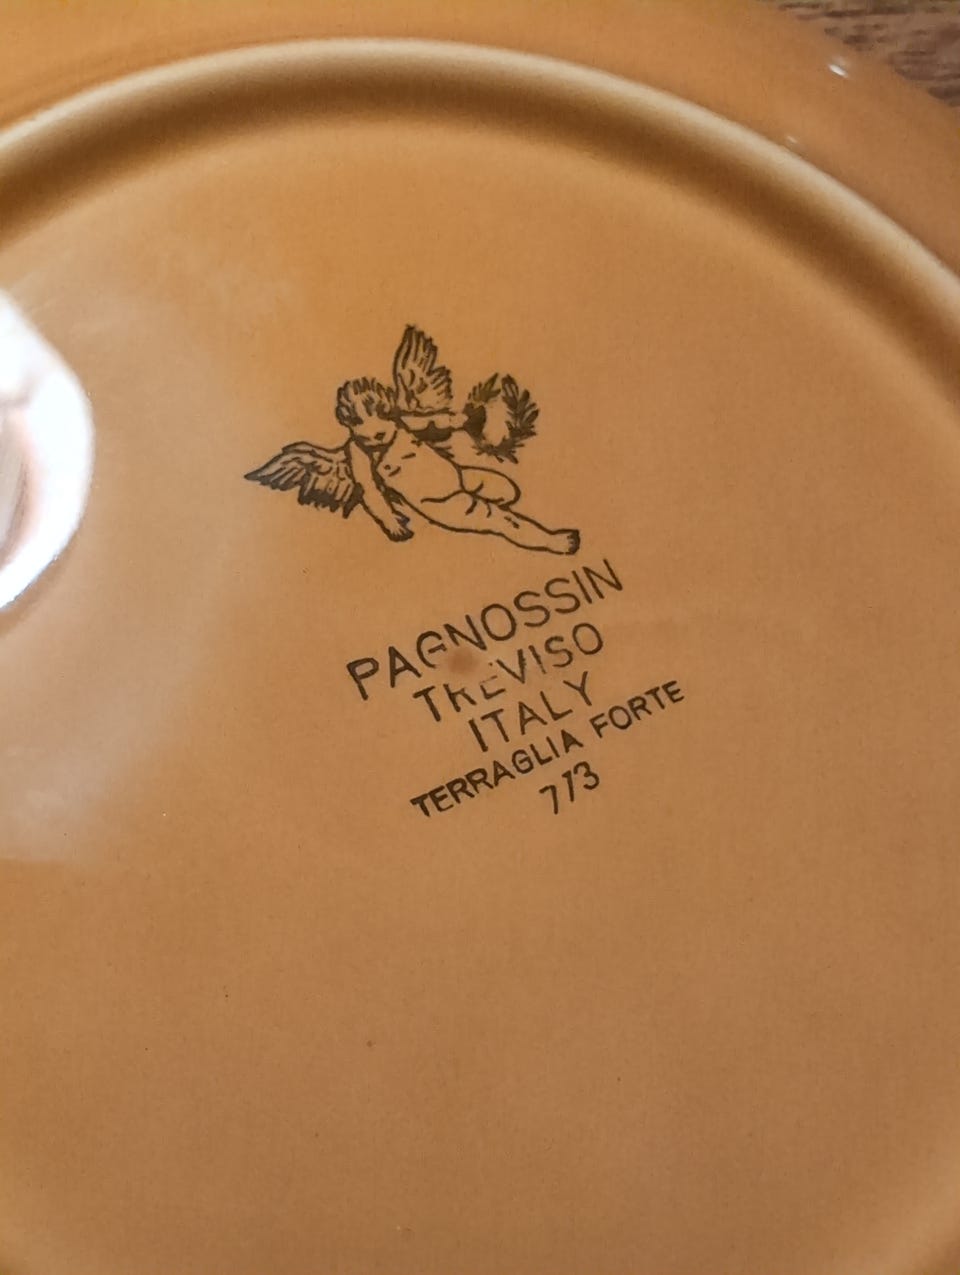 PAGNOSSIN
TREVISO
ITALY
TERRAGLIA FORTE
7/3